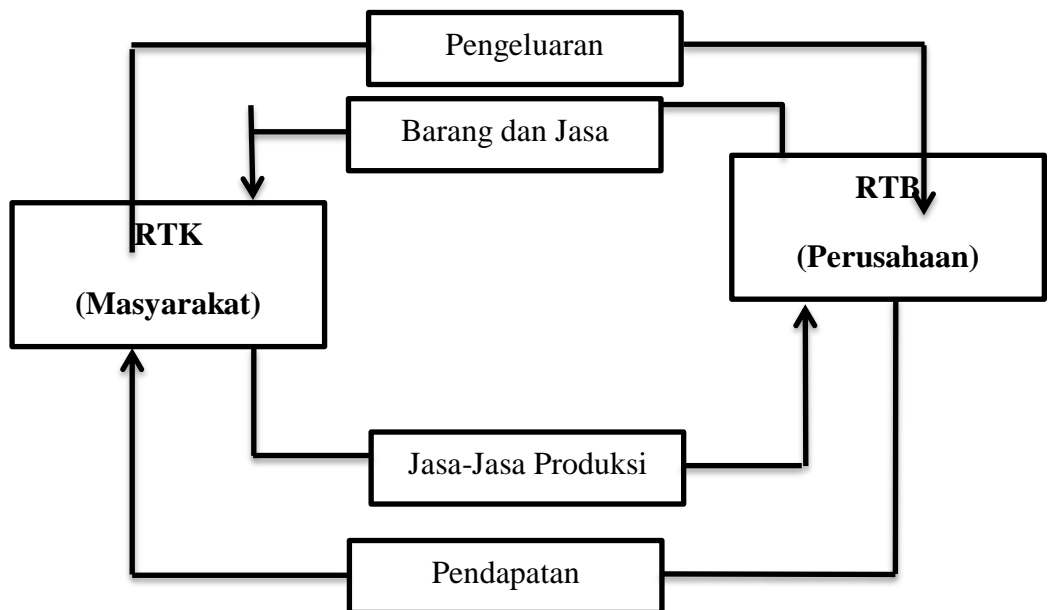 Pengeluaran
Barang dan Jasa
RTB
(Perusahaan)
RTK
(Masyarakat)
Jasa-Jasa Produksi
Pendapatan